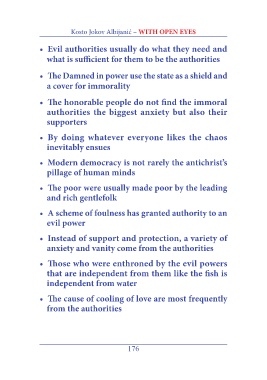 Kosto Jokov Albijanić – WITH OPEN EYES
• Evil authorities usually do what they need and
what is sufficient for them to be the authorities
• The Damned in power use the state as a shield and
a cover for immorality
• The honorable people do not find the immoral
authorities the biggest anxiety but also their
supporters
• By doing whatever everyone likes the chaos
inevitably ensues
• Modern democracy is not rarely the antichrist's
pillage of human minds
• The poor were usually made poor by the leading
and rich gentlefolk
• A scheme of foulness has granted authority to an
evil power
• Instead of support and protection, a variety of
anxiety and vanity come from the authorities
• Those who were enthroned by the evil powers
that are independent from them like the fish is
independent from water
• The cause of cooling of love are most frequently
from the authorities
176